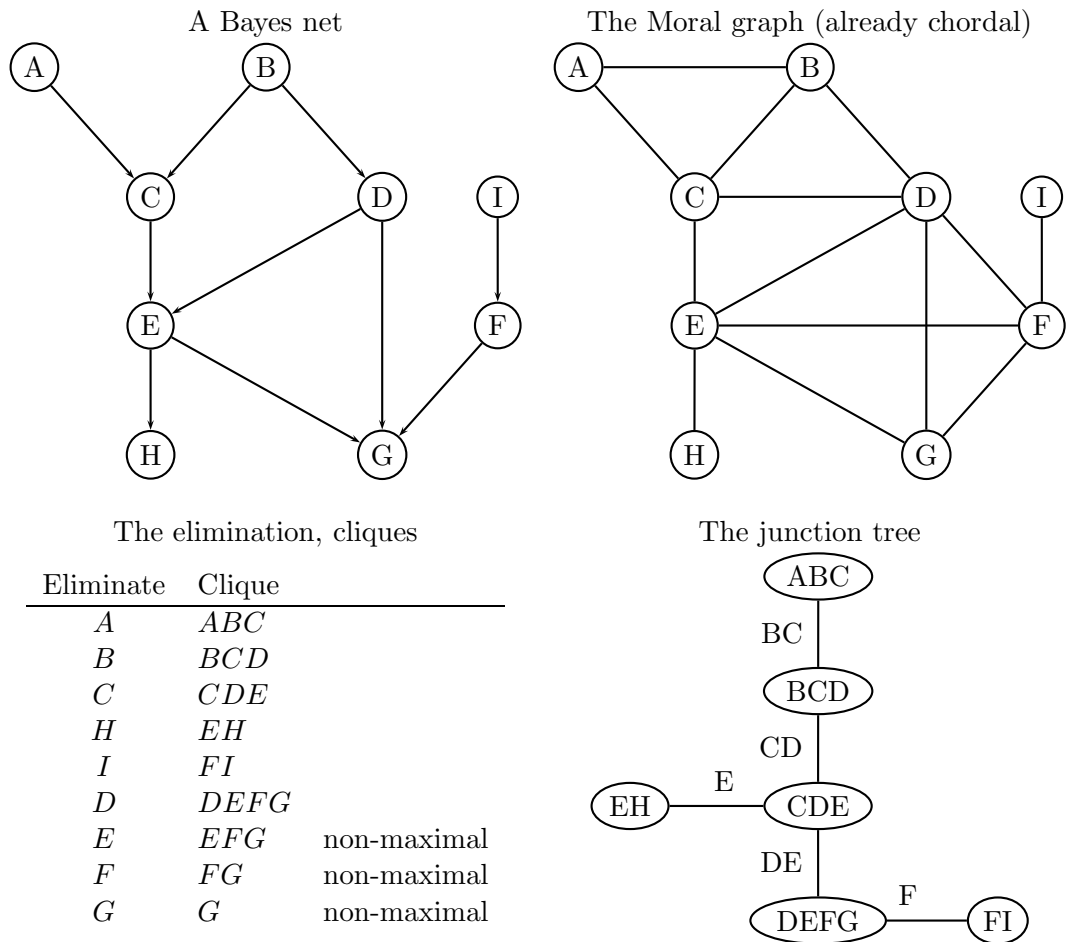 A Bayes net
A
B
C
D
I
E
F
H
G
The Moral graph (already chordal)
A
B
C
D
I
E
F
H
G
The elimination, cliques
Eliminate Clique
A ABC
B BCD
C CDE
H EH
I FI
D DEFG
E EFG non-maximal
F FG non-maximal
G G non-maximal
The junction tree
ABC
BC
BCD
CD
EH E CDE
DE
DEFG F FI